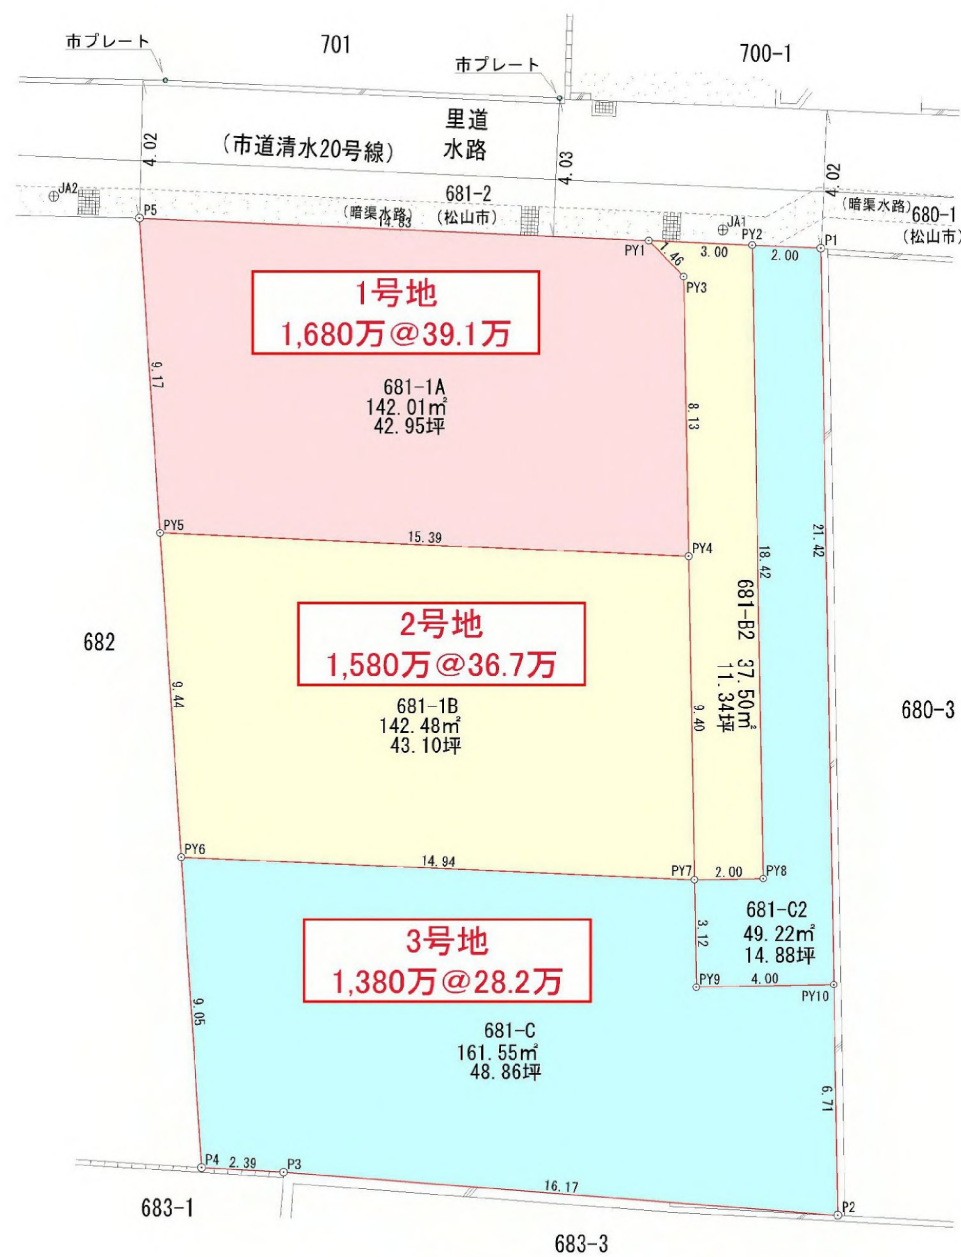 701
市プレート
700-1
市プレート
里道
(市道清水20号線)
水路
4.02
4.03
4.02
681-2
JA2
(暗渠水路)
(松山市)
(暗渠水路)
680-1
(松山市)
P5
14.83
JA1
PY1
PY2
P1
1.46
3.00
2.00
PY3
1号地
1,680万@39.1万
9.17
681-1A
142.01㎡
42.95坪
8.13
PY5
15.39
PY4
21.42
18.42
2号地
1,580万@36.7万
681-B2 37.50㎡
11.34坪
682
9.44
681-1B
142.48㎡
43.10坪
9.40
680-3
PY6
14.94
PY7
2.00
PY8
3号地
1,380万@28.2万
681-C2
49.22㎡
14.88坪
3.12
PY9
4.00
PY10
9.05
681-C
161.55㎡
48.86坪
6.71
P4
2.39
P3
16.17
P2
683-1
683-3